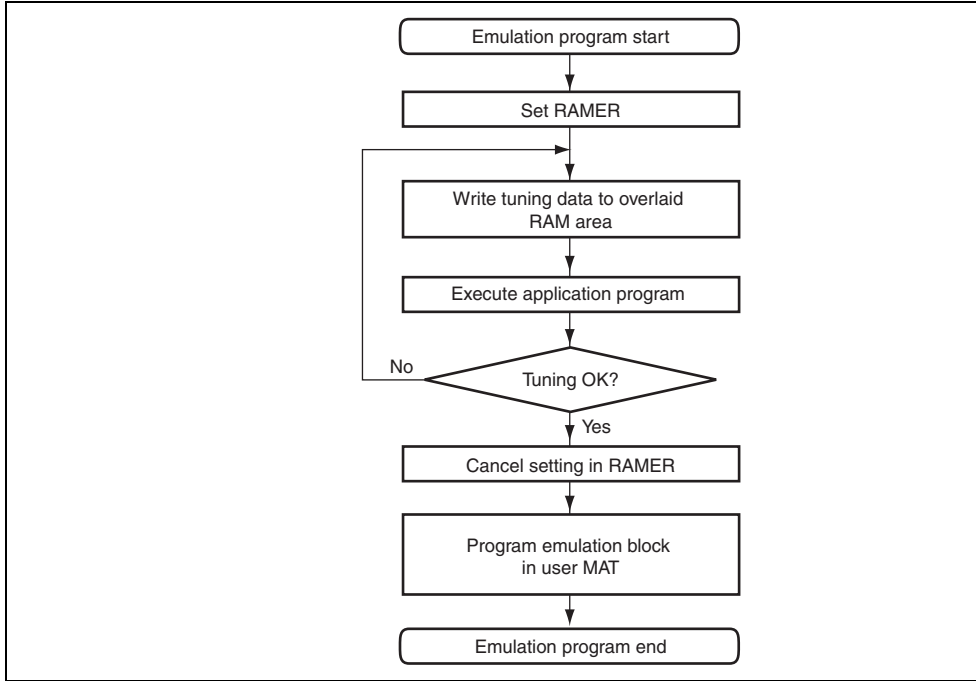 Emulation program start
Set RAMER
Write tuning data to overlaid
RAM area
Execute application program
No
Tuning OK?
Yes
Cancel setting in RAMER
Program emulation block
in user MAT
Emulation program end